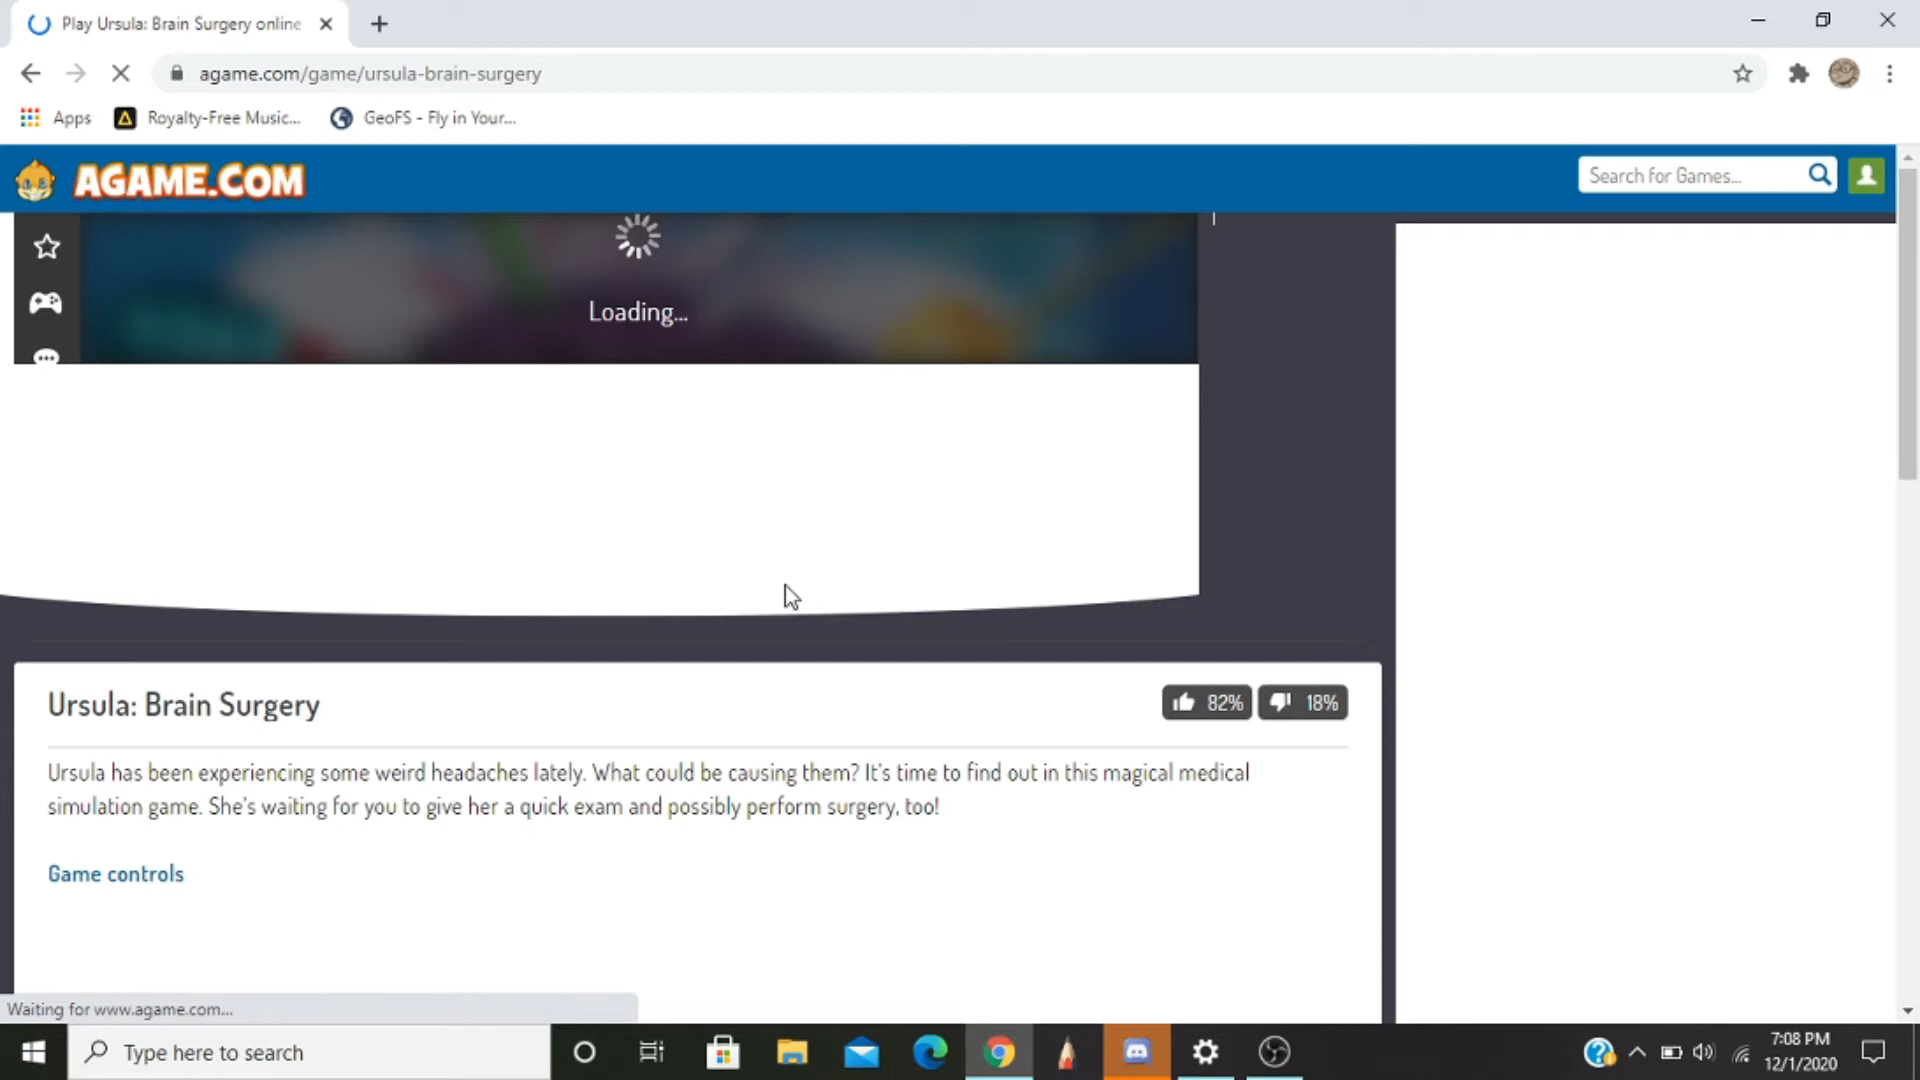 Play Ursula: Brain Surgery online
agame.com/game/ursula-brain-surgery
Apps
Royalty-Free Music...
GeoFS - Fly in Your...
AGAME.COM
Search for Games...
Loading...
Ursula: Brain Surgery
82%
18%
Ursula has been experiencing some weird headaches lately. What could be causing them? It's time to find out in this magical medical
simulation game. She's waiting for you to give her a quick exam and possibly perform surgery, too!
Game controls
Waiting for www.agame.com...
Type here to search
7:08 PM
12/1/2020